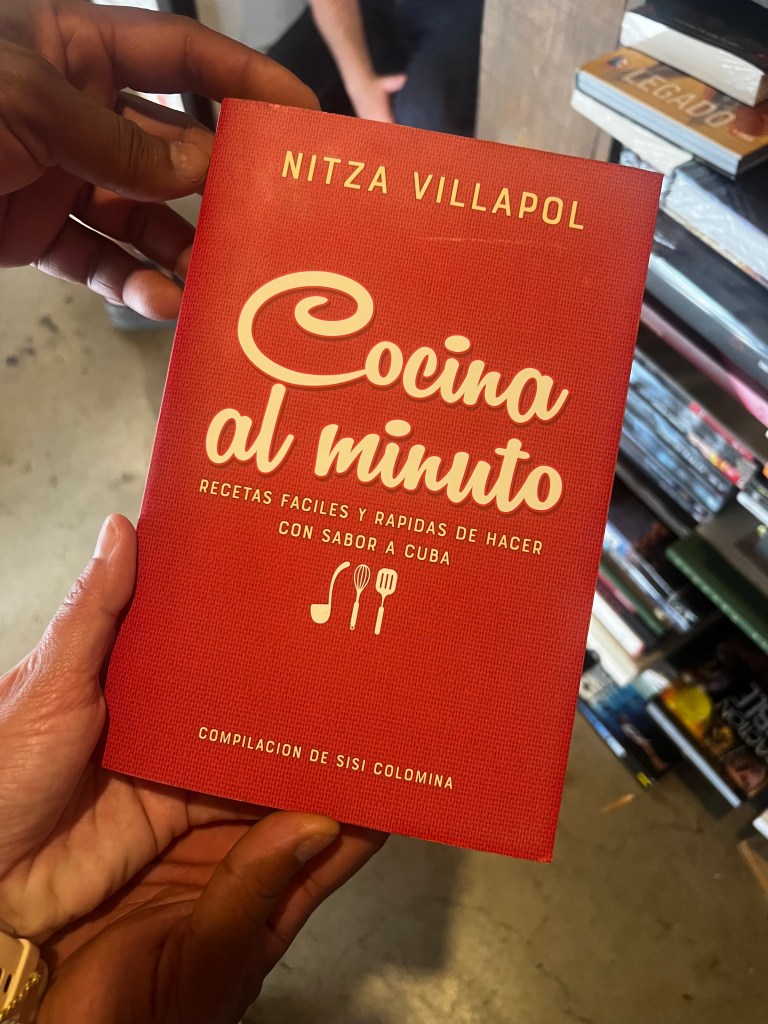 NITZA VILLAPOL
Cocina
al minuto
RECETAS FACILES Y RAPIDAS DE HACER
CON SABOR A CUBA
COMPILACION DE SISI COLOMINA
LEGADO